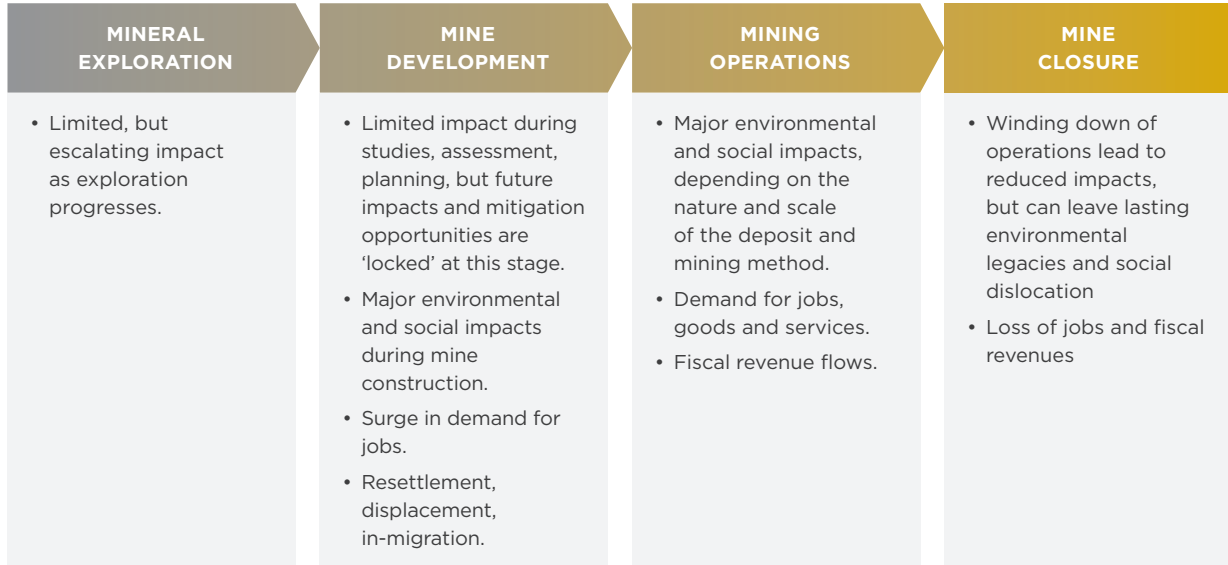 MINERAL
EXPLORATION
• Limited, but
escalating impact
as exploration
progresses.
MINE
DEVELOPMENT
• Limited impact during
studies, assessment,
planning, but future
impacts and mitigation
opportunities are
‘locked’ at this stage.
• Major environmental
and social impacts
during mine
construction.
• Surge in demand for
jobs.
• Resettlement,
displacement,
in-migration.
MINING
OPERATIONS
• Major environmental
and social impacts,
depending on the
nature and scale
of the deposit and
mining method.
• Demand for jobs,
goods and services.
• Fiscal revenue flows.
MINE
CLOSURE
• Winding down of
operations lead to
reduced impacts,
but can leave lasting
environmental
legacies and social
dislocation
• Loss of jobs and fiscal
revenues